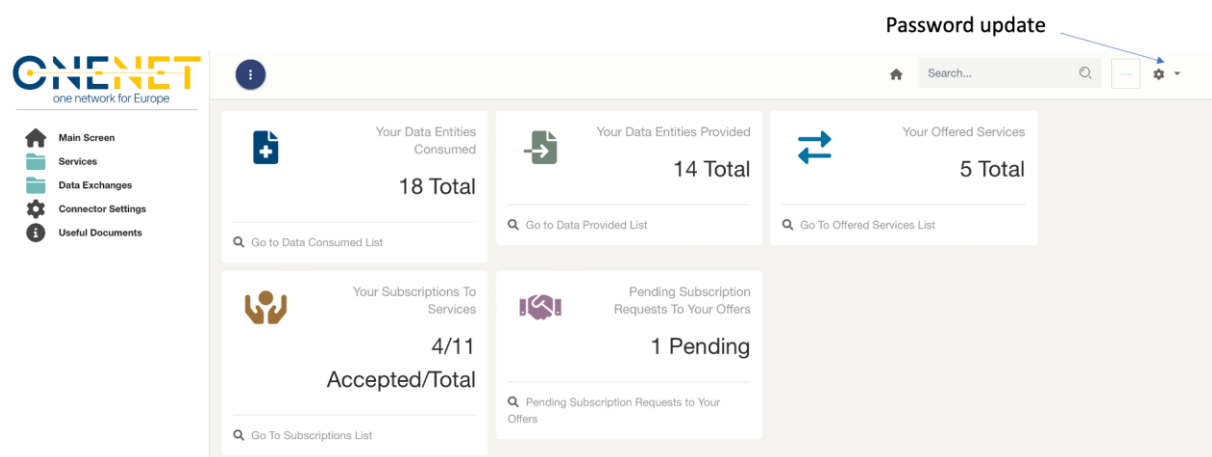 Password update
ONENET
one network for Europe
Search...
Main Screen
Services
Data Exchanges
Connector Settings
Useful Documents
Your Data Entities
Consumed
18 Total
Go to Data Consumed List
Your Data Entities Provided
14 Total
Go to Data Provided List
Your Offered Services
5 Total
Go To Offered Services List
Your Subscriptions To
Services
4/11
Accepted/Total
Go To Subscriptions List
Pending Subscription
Requests To Your Offers
1 Pending
Pending Subscription Requests to Your
Offers